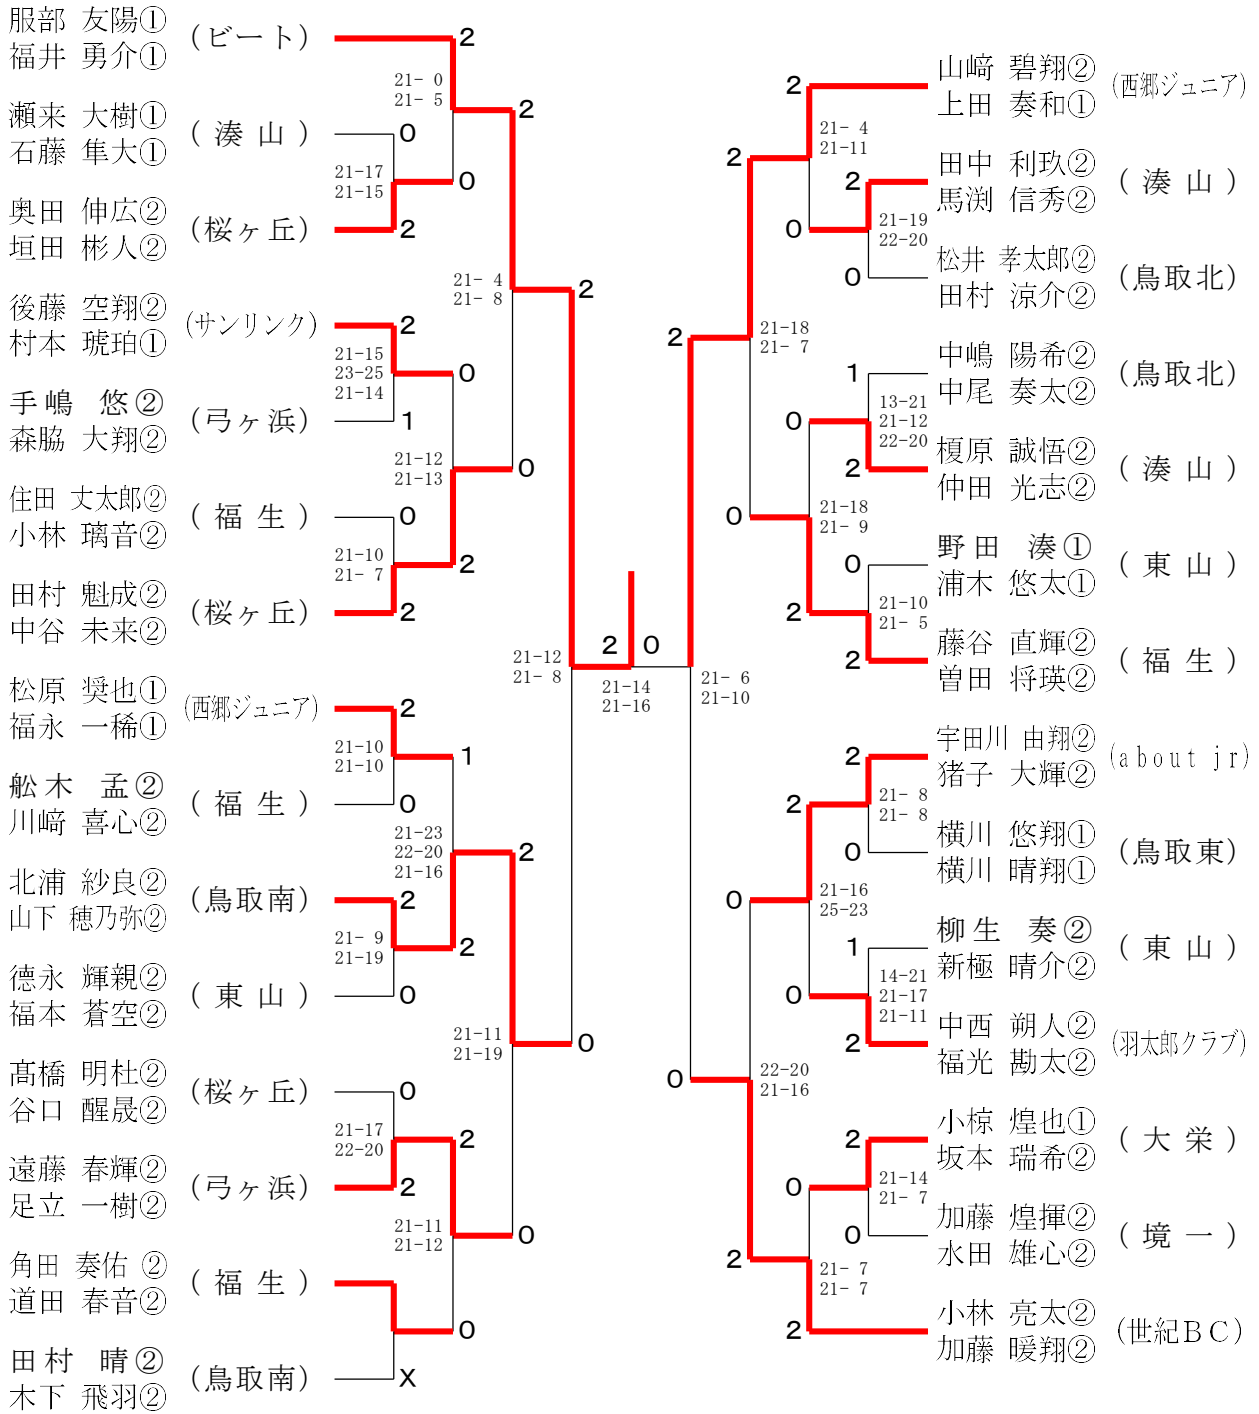 服部 友陽①
福井 勇介①
(ビート)
2
21- 0
21- 5
2
瀬来 大樹①
石藤 隼大①
(湊山)
0
21-17
21-15
0
奥田 伸広②
垣田 彬人②
(桜ヶ丘)
2
21- 4
21- 8
2
後藤 空翔②
村本 琥珀①
(サンリンク)
2
21-15
23-25
21-14
0
手嶋 悠②
森脇 大翔②
(弓ヶ浜)
1
21-12
21-13
0
住田 丈太郎②
小林 璃音②
(福生)
0
21-10
21- 7
2
田村 魁成②
中谷 未来②
(桜ヶ丘)
2
21-12
21- 8
2
0
21-14
21-16
松原 奨也①
福永 一稀①
(西郷ジュニア)
2
21-10
21-10
1
舩木 孟②
川﨑 喜心②
(福生)
0
21-23
22-20
21-16
2
北浦 紗良②
山下 穂乃弥②
(鳥取南)
2
21- 9
21-19
2
德永 輝親②
福本 蒼空②
(東山)
0
21-11
21-19
0
髙橋 明杜②
谷口 醒晟②
(桜ヶ丘)
0
21-17
22-20
2
遠藤 春輝②
足立 一樹②
(弓ヶ浜)
2
21-11
21-12
0
角田 奏佑 ②
道田 春音②
(福生)
0
田村 晴②
木下 飛羽②
(鳥取南)
X
山﨑 碧翔②
上田 奏和①
(西郷ジュニア)
2
21- 4
21-11
2
田中 利玖②
馬渕 信秀②
(湊山)
2
21-19
22-20
0
松井 孝太郎②
田村 涼介②
(鳥取北)
0
21-18
21- 7
2
中嶋 陽希②
中尾 奏太②
(鳥取北)
1
13-21
21-12
22-20
0
榎原 誠悟②
仲田 光志②
(湊山)
2
21-18
21- 9
0
野田 湊①
浦木 悠太①
(東山)
0
21-10
21- 5
2
藤谷 直輝②
曽田 将瑛②
(福生)
2
21- 6
21-10
宇田川 由翔②
猪子 大輝②
(about jr)
2
21- 8
21- 8
2
横川 悠翔①
横川 晴翔①
(鳥取東)
0
21-16
25-23
0
柳生 奏②
新極 晴介②
(東山)
1
14-21
21-17
21-11
0
中西 朔人②
福光 勘太②
(羽太郎クラブ)
2
22-20
21-16
0
小椋 煌也①
坂本 瑞希②
(大栄)
2
21-14
21- 7
0
加藤 煌揮②
水田 雄心②
(境一)
0
21- 7
21- 7
2
小林 亮太②
加藤 暖翔②
(世紀BC)
2